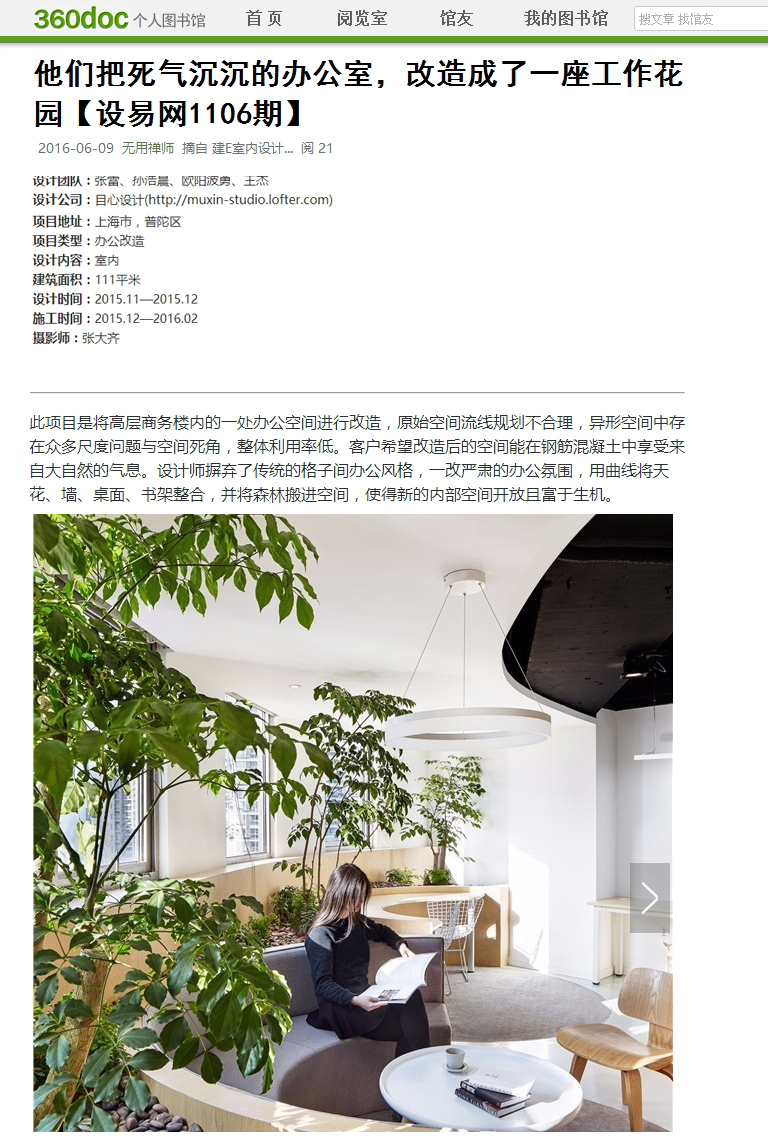 360doc 个人图书馆 首 页 阅览室 馆友 我的图书馆 搜文章 找馆友
他们把死气沉沉的办公室，改造成了一座工作花
园【设易网1106期】
2016-06-09 无用禅师 摘自 建E室内设计... 阅 21
设计团队：张雷、孙浩晨、欧阳波勇、王杰
设计公司：目心设计(http://muxin-studio.lofter.com)
项目地址：上海市，普陀区
项目类型：办公改造
设计内容：室内
建筑面积：111平米
设计时间：2015.11—2015.12
施工时间：2015.12—2016.02
摄影师：张大齐
此项目是将高层商务楼内的一处办公空间进行改造，原始空间流线规划不合理，异形空间中存
在众多尺度问题与空间死角，整体利用率低。客户希望改造后的空间能在钢筋混凝土中享受来
自大自然的气息。设计师摒弃了传统的格子间办公风格，一改严肃的办公氛围，用曲线将天
花、墙、桌面、书架整合，并将森林搬进空间，使得新的内部空间开放且富于生机。